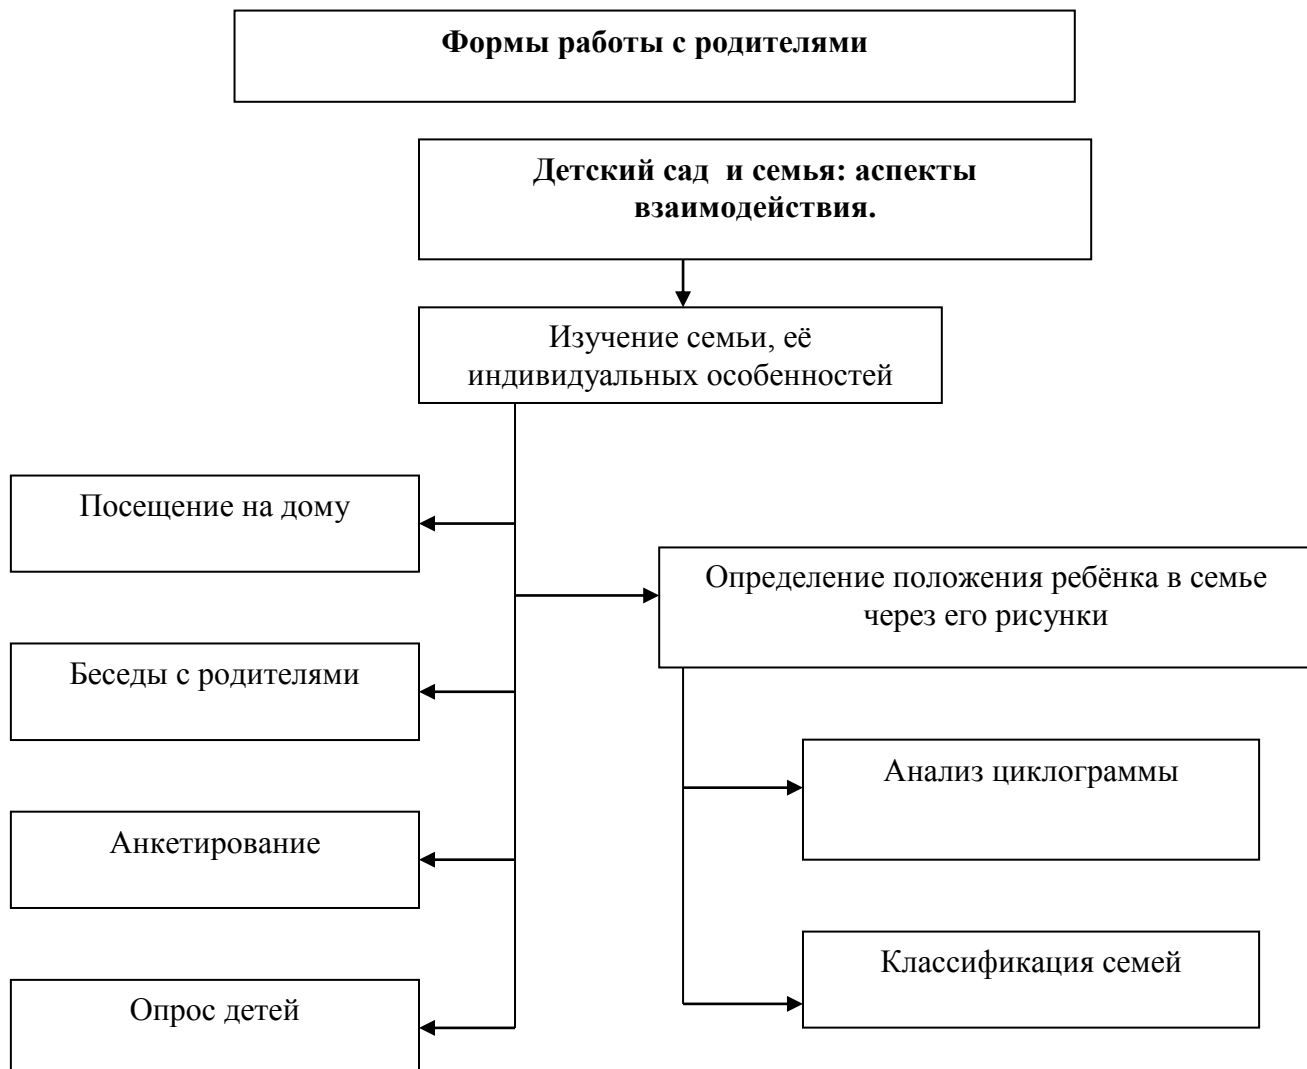 Формы работы с родителями
Детский сад и семья: аспекты
взаимодействия.
Изучение семьи, её
индивидуальных особенностей
Посещение на дому
Определение положения ребёнка в семье
через его рисунки
Беседы с родителями
Анализ циклограммы
Анкетирование
Классификация семей
Опрос детей